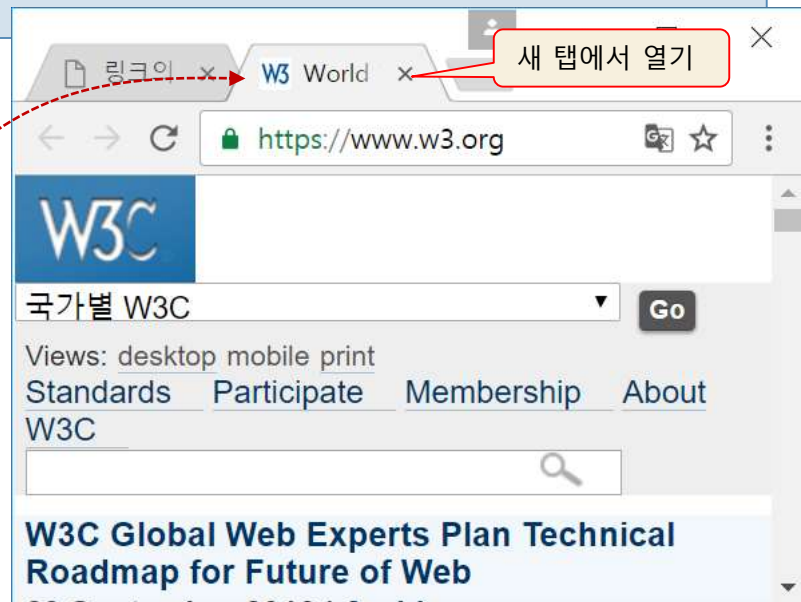 링크이
W3 World
새 탭에서 열기
https://www.w3.org
W3C
국가별 W3C
Go
Views: desktop mobile print
Standards Participate Membership About
W3C
W3C Global Web Experts Plan Technical
Roadmap for Future of Web